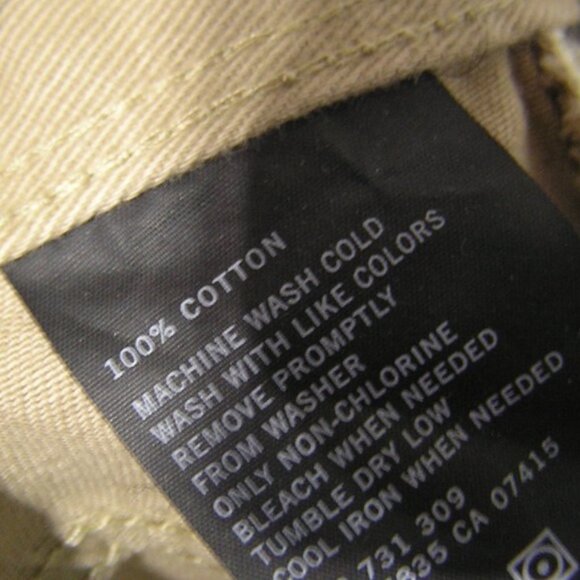 100% COTTON
MACHINE WASH COLD
WASH WITH LIKE COLORS
REMOVE PROMPTLY
FROM WASHER
ONLY NON-CHLORINE
BLEACH WHEN NEEDED
TUMBLE DRY LOW
COOL IRON WHEN NEEDED
731 309
CA 07415